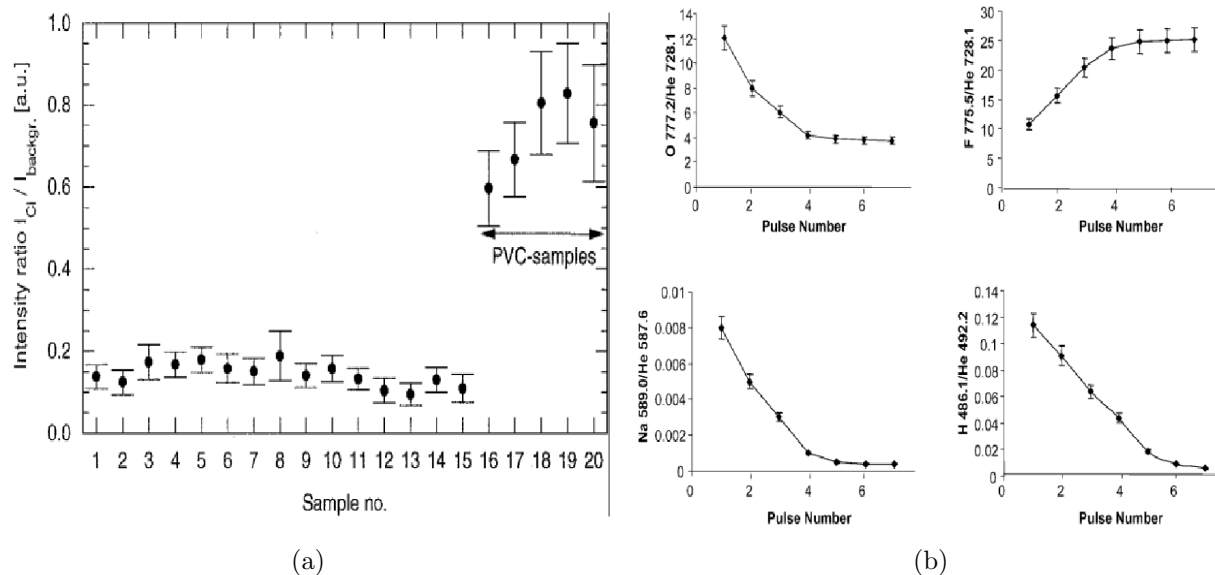 Intensity ratio I_Cl / I_backgr. [a.u.]
1.0
0.8
0.6
0.4
0.2
0.0
PVC-samples
1 2 3 4 5 6 7 8 9 10 11 12 13 14 15 16 17 18 19 20
Sample no.
(a)
O 777.2/He 728.1
14
12
10
8
6
4
2
0
0 2 4 6
Pulse Number
F 775.5/He 728.1
30
25
20
15
10
5
0
0 2 4 6
Pulse Number
Na 589.0/He 587.6
0.01
0.008
0.006
0.004
0.002
0
0 2 4 6
Pulse Number
H 486.1/He 492.2
0.14
0.12
0.10
0.08
0.06
0.04
0.02
0
0 2 4 6
Pulse Number
(b)